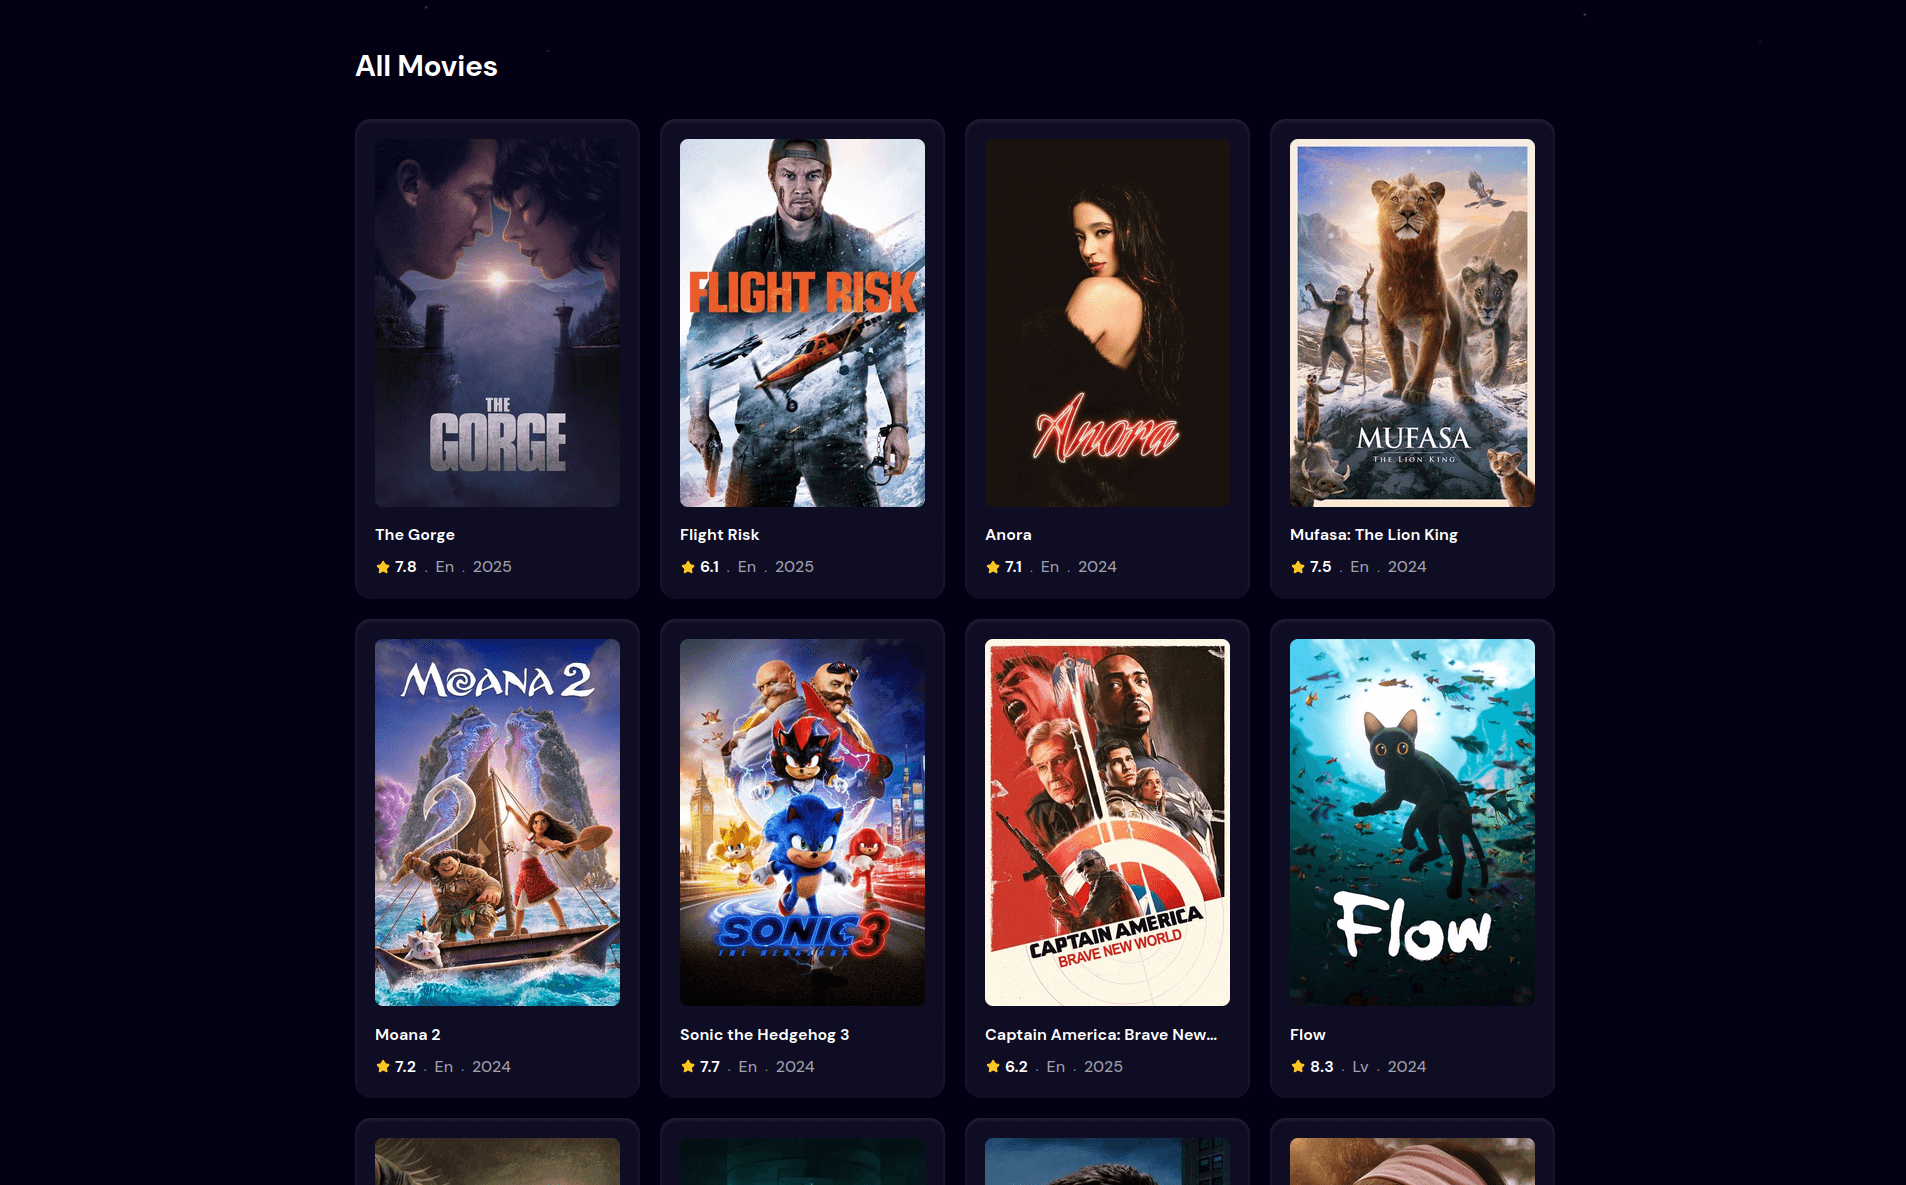 All Movies
THE
GORGE
FLIGHT RISK
Anora
MUFASA
THE LION KING
The Gorge
7.8 . En . 2025
Flight Risk
6.1 . En . 2025
Anora
7.1 . En . 2024
Mufasa: The Lion King
7.5 . En . 2024
MOANA 2
SONIC 3
THE HEDGEHOG
CAPTAIN AMERICA
BRAVE NEW WORLD
Flow
Moana 2
7.2 . En . 2024
Sonic the Hedgehog 3
7.7 . En . 2024
Captain America: Brave New...
6.2 . En . 2025
Flow
8.3 . Lv . 2024